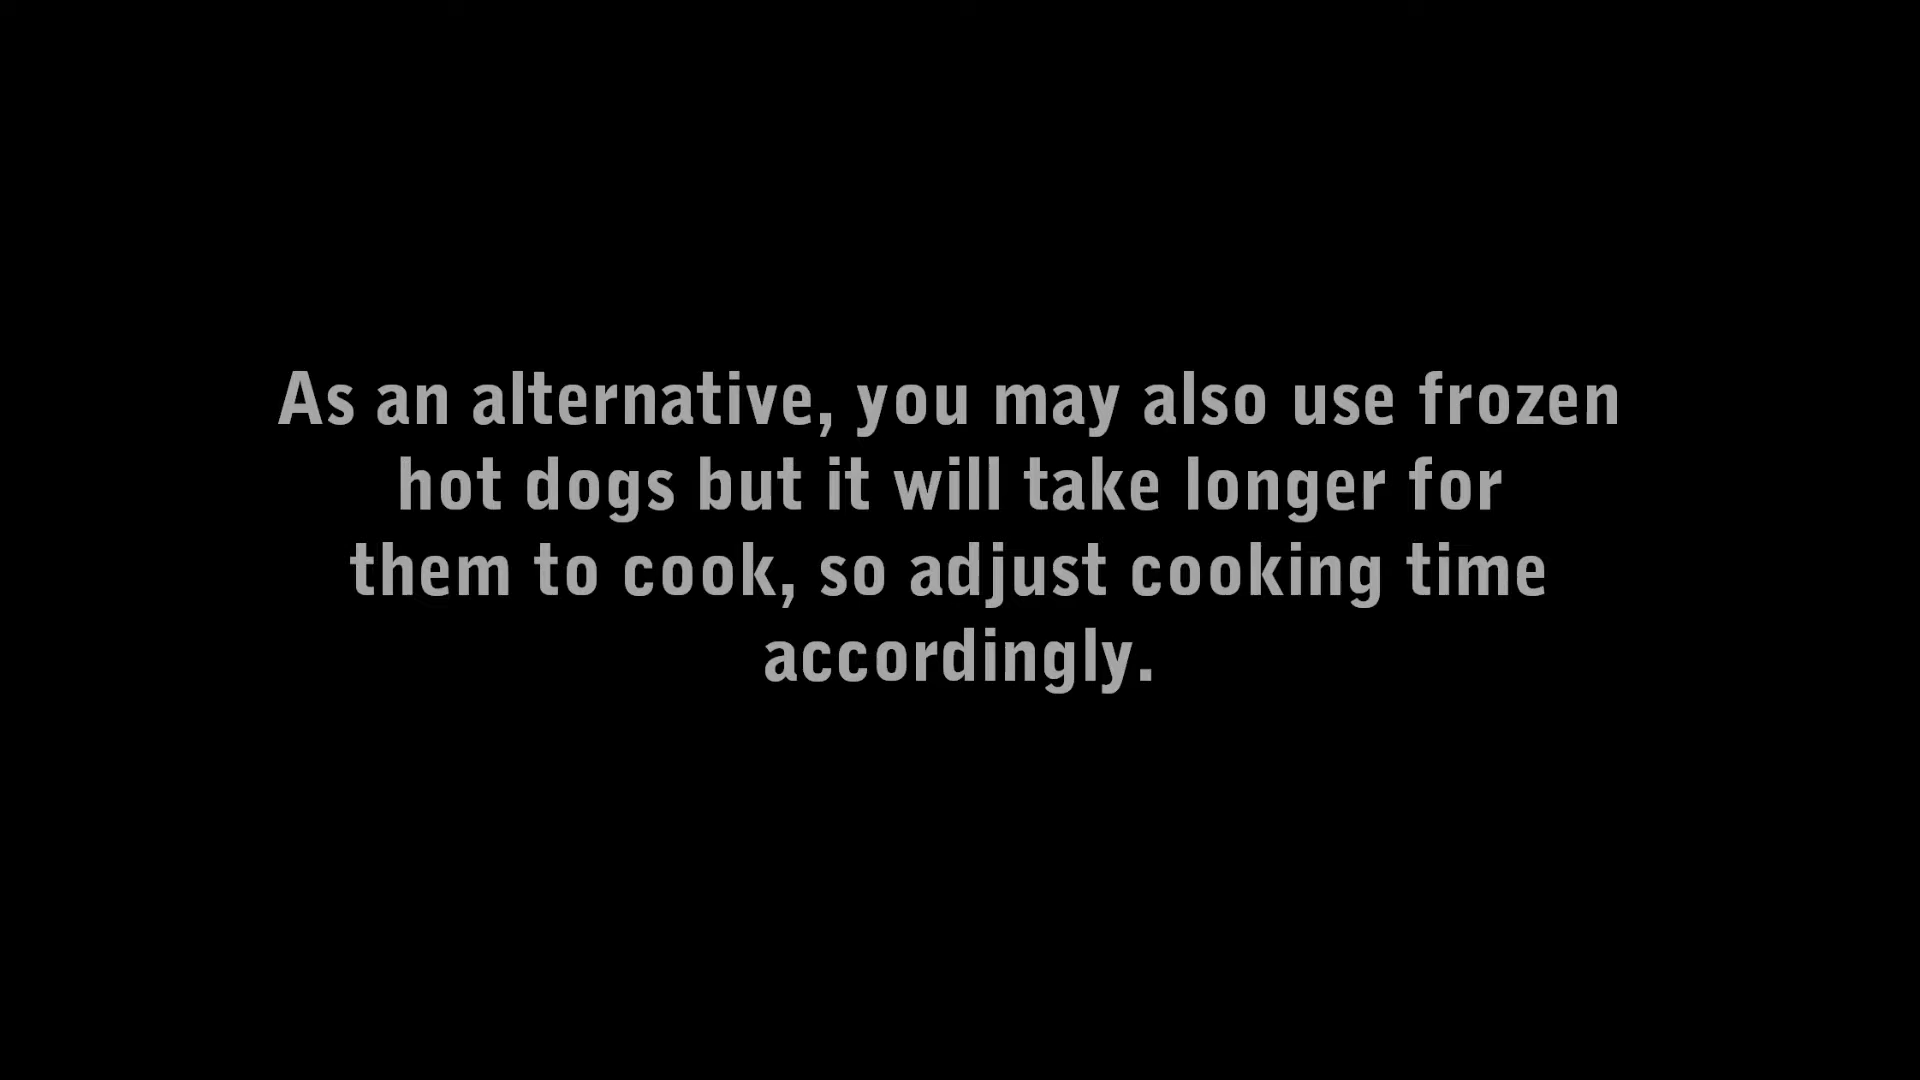 As an alternative, you may also use frozen
hot dogs but it will take longer for
them to cook, so adjust cooking time
accordingly.